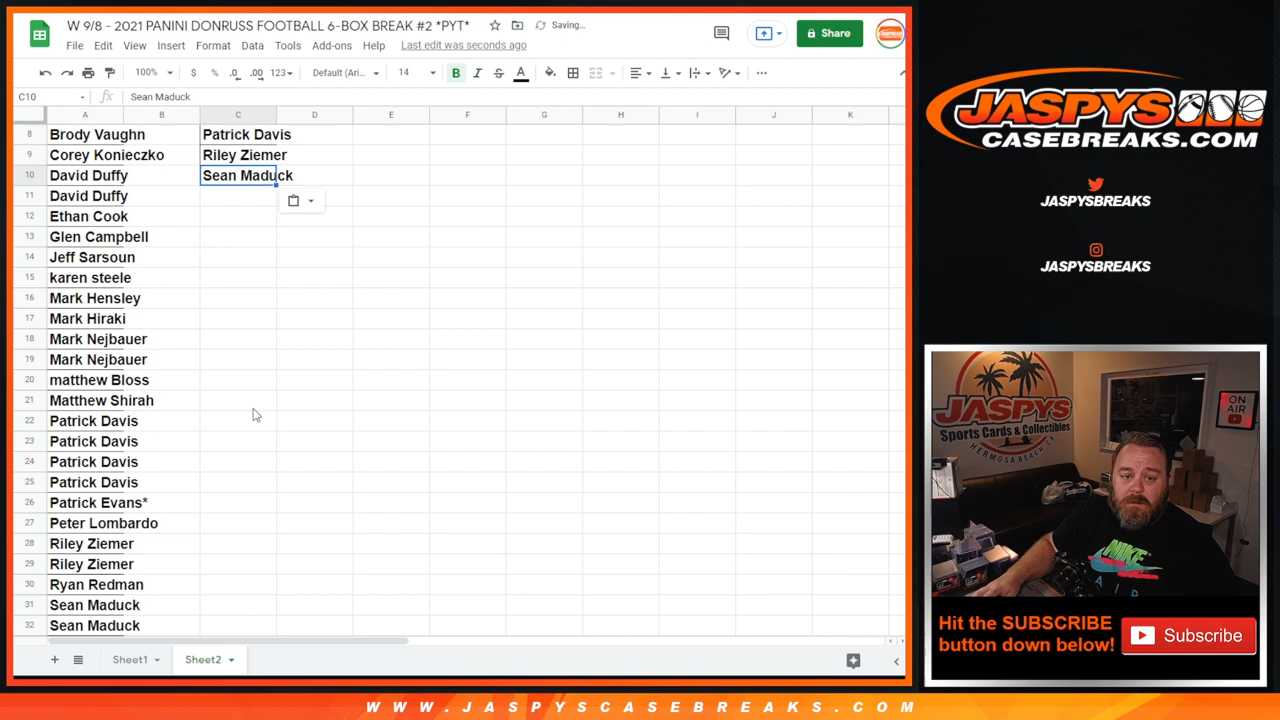 W 9/8 - 2021 PANINI DONRUSS FOOTBALL 6-BOX BREAK #2 *PYT*
Saving...
File Edit View Insert Format Data Tools Add-ons Help Last edit was seconds ago
Share
100% $ % .0 .00 123 Default (Ari... 14 B I S A
C10 fx Sean Maduck
A B C D E F G H I J K
8 Brody Vaughn Patrick Davis
9 Corey Konieczko Riley Ziemer
10 David Duffy Sean Maduck
11 David Duffy
12 Ethan Cook
13 Glen Campbell
14 Jeff Sarsoun
15 karen steele
16 Mark Hensley
17 Mark Hiraki
18 Mark Nejbauer
19 Mark Nejbauer
20 matthew Bloss
21 Matthew Shirah
22 Patrick Davis
23 Patrick Davis
24 Patrick Davis
25 Patrick Davis
26 Patrick Evans*
27 Peter Lombardo
28 Riley Ziemer
29 Riley Ziemer
30 Ryan Redman
31 Sean Maduck
32 Sean Maduck
Sheet1 Sheet2
JASPYS
CASEBREAKS.COM
JASPYSBREAKS
JASPYSBREAKS
JASPYS
Sports Cards & Collectibles
HERMOSA BEACH, CA
ON
AIR
NIKE
AIR
Hit the SUBSCRIBE
button down below!
Subscribe
WWW.JASPYSCASEBREAKS.COM